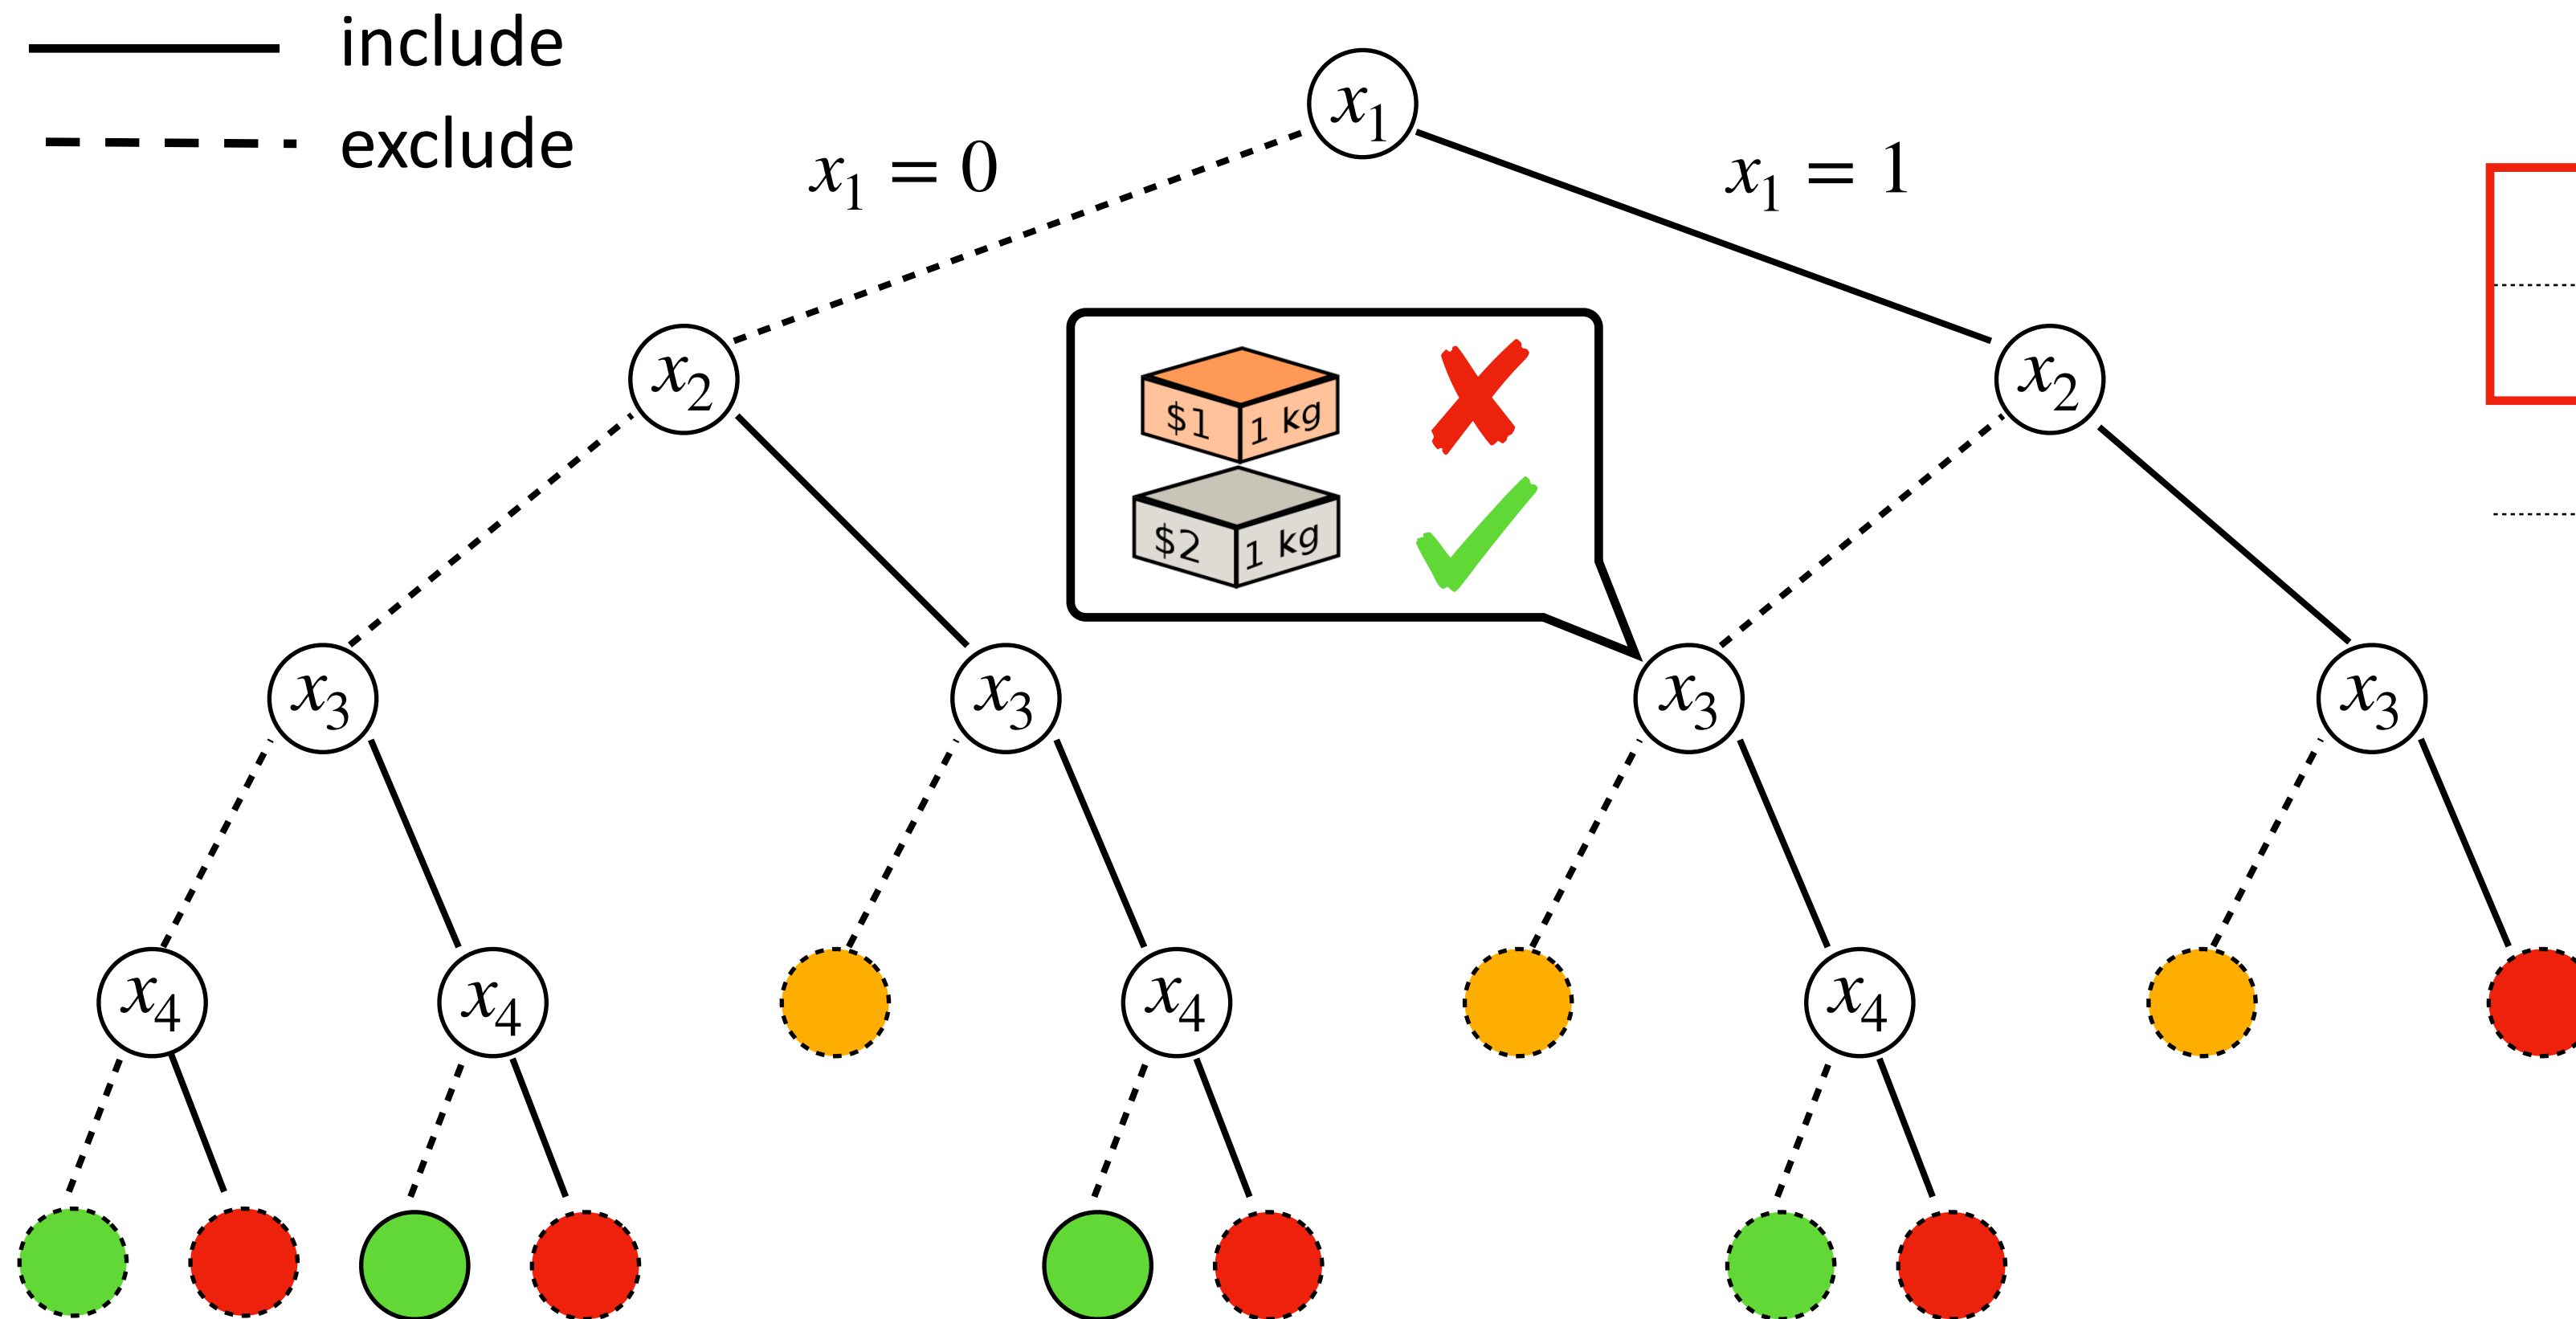 include
exclude
x₁
x₁ = 0
x₁ = 1
x₂
x₂
$1 1 kg
$2 1 kg
x₃
x₃
x₃
x₃
x₄
x₄
x₄
x₄